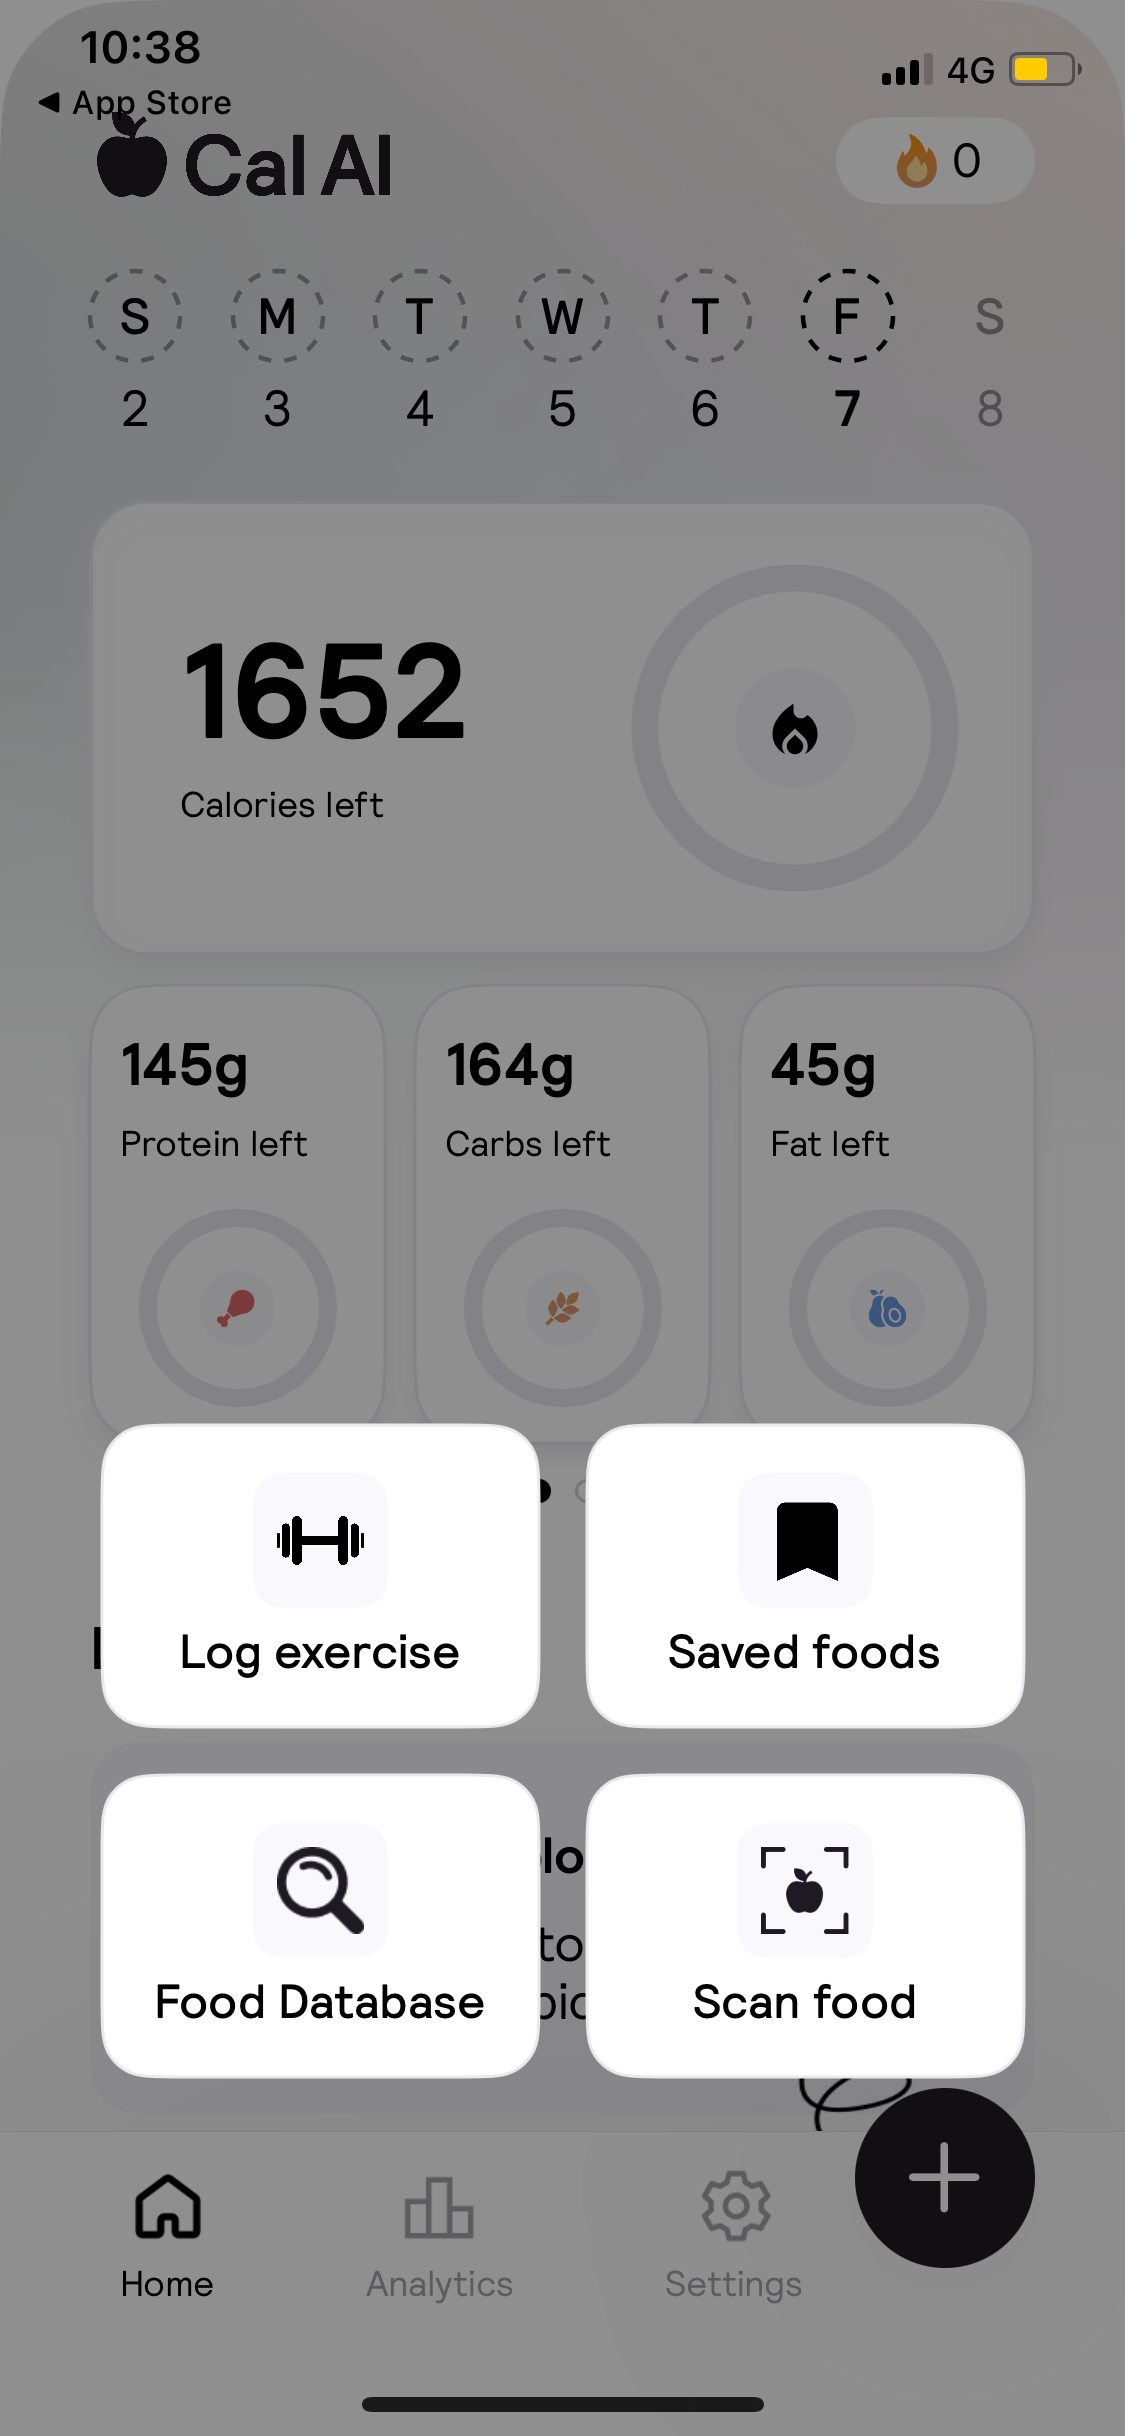 10:38
4G
App Store
Cal AI
0
S M T W T F S
2 3 4 5 6 7 8
1652
Calories left
145g 164g 45g
Protein left Carbs left Fat left
Log exercise Saved foods
Food Database Scan food
Home Analytics Settings